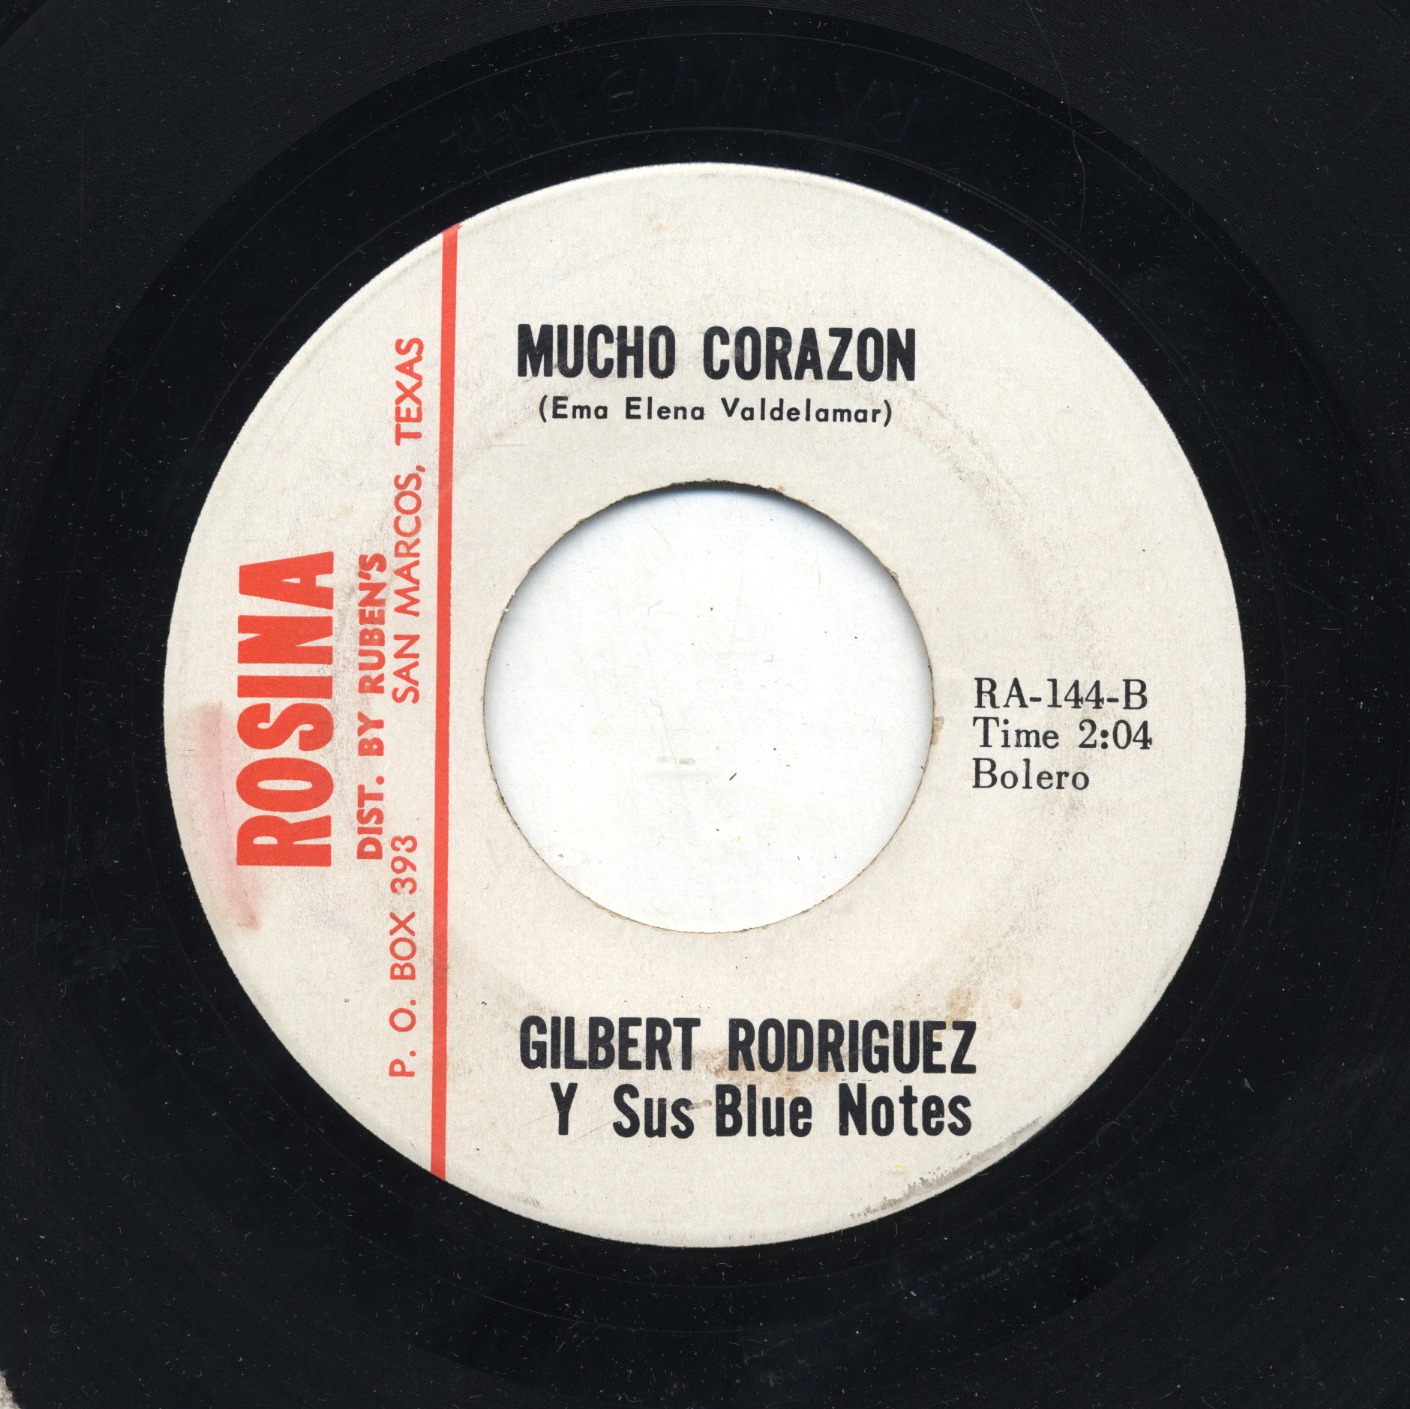 MUCHO CORAZON
(Ema Elena Valdelamar)
ROSINA
DIST. BY RUBEN'S
P. O. BOX 393 SAN MARCOS, TEXAS
RA-144-B
Time 2:04
Bolero
GILBERT RODRIGUEZ
Y Sus Blue Notes